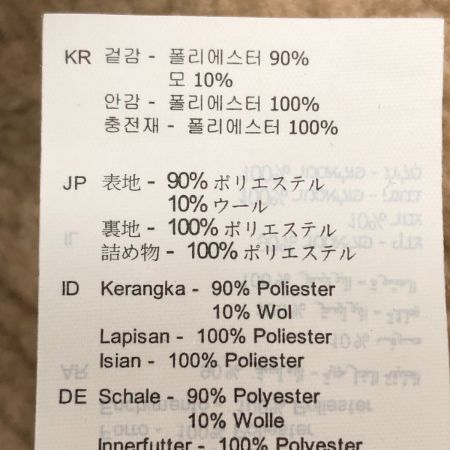 KR 겉감 - 폴리에스터 90%
모 10%
안감 - 폴리에스터 100%
충전재 - 폴리에스터 100%
JP 表地 - 90% ポリエステル
10% ウール
裏地 - 100% ポリエステル
詰め物 - 100% ポリエステル
ID Kerangka - 90% Poliester
10% Wol
Lapisan - 100% Poliester
Isian - 100% Poliester
DE Schale - 90% Polyester
10% Wolle
Innerfutter - 100% Polyester